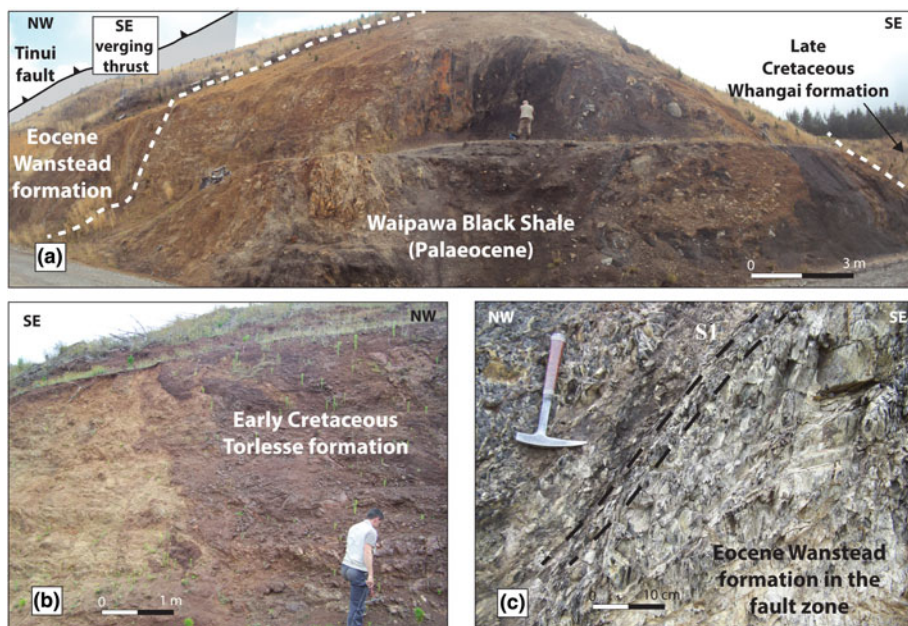 NW
SE
Tinui
fault
SE
verging
thrust
Late
Cretaceous
Whangai formation
Eocene
Wanstead
formation
Waipawa Black Shale
(Palaeocene)
(a)
0 3 m
SE
NW
Early Cretaceous
Torlesse formation
(b)
0 1 m
NW
SE
S1
Eocene Wanstead
formation in the
fault zone
(c)
0 10 cm